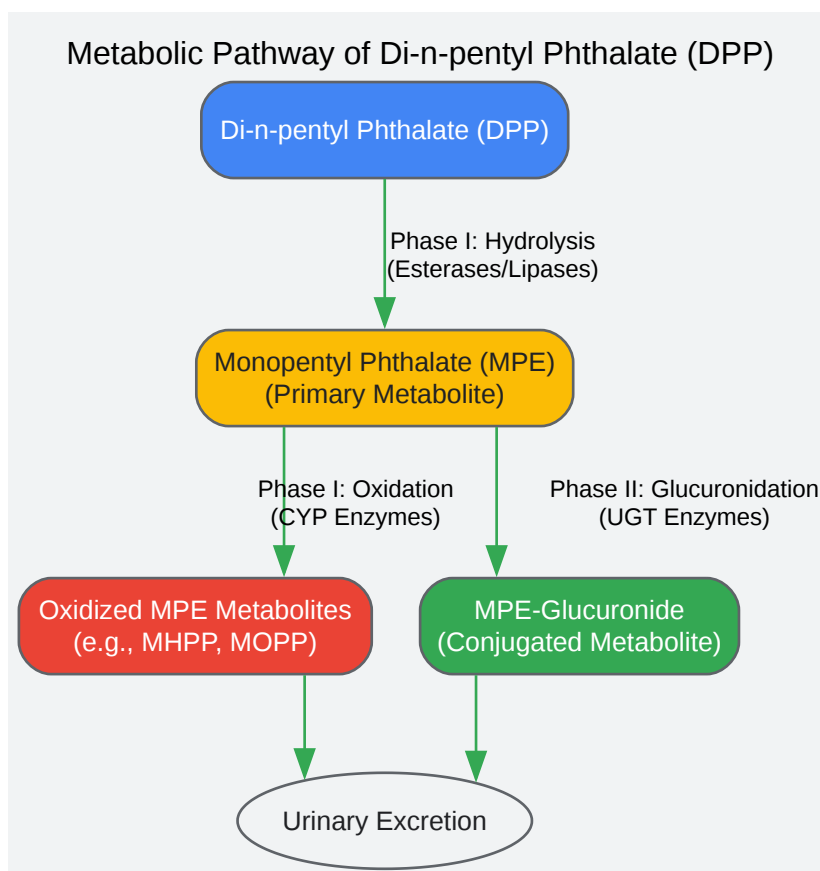 Metabolic Pathway of Di-n-pentyl Phthalate (DPP)
Di-n-pentyl Phthalate (DPP)
Phase I: Hydrolysis
(Esterases/Lipases)
Monopentyl Phthalate (MPE)
(Primary Metabolite)
Phase I: Oxidation
(CYP Enzymes)
Phase II: Glucuronidation
(UGT Enzymes)
Oxidized MPE Metabolites
(e.g., MHPP, MOPP)
MPE-Glucuronide
(Conjugated Metabolite)
Urinary Excretion